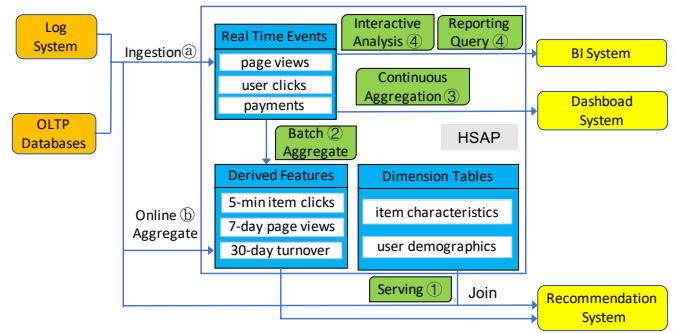 Log
System
OLTP
Databases
Ingestionⓐ
Online ⓑ
Aggregate
Real Time Events
page views
user clicks
payments
Interactive
Analysis ④
Reporting
Query ④
Continuous
Aggregation ③
Batch ②
Aggregate
HSAP
Derived Features
5-min item clicks
7-day page views
30-day turnover
Dimension Tables
item characteristics
user demographics
Serving ①
Join
BI System
Dashboad
System
Recommendation
System